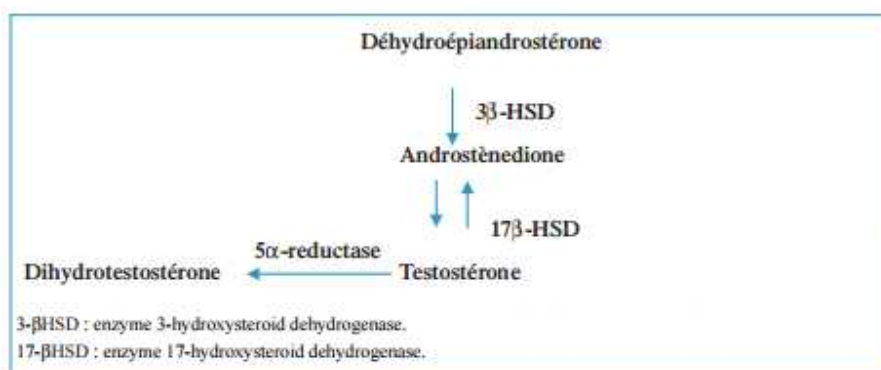 Déhydroépiandrostérone
3β-HSD
Androstènedione
17β-HSD
5α-reductase
Dihydrotestostérone
Testostérone
3-βHSD : enzyme 3-hydroxysteroid dehydrogenase.
17-βHSD : enzyme 17-hydroxysteroid dehydrogenase.